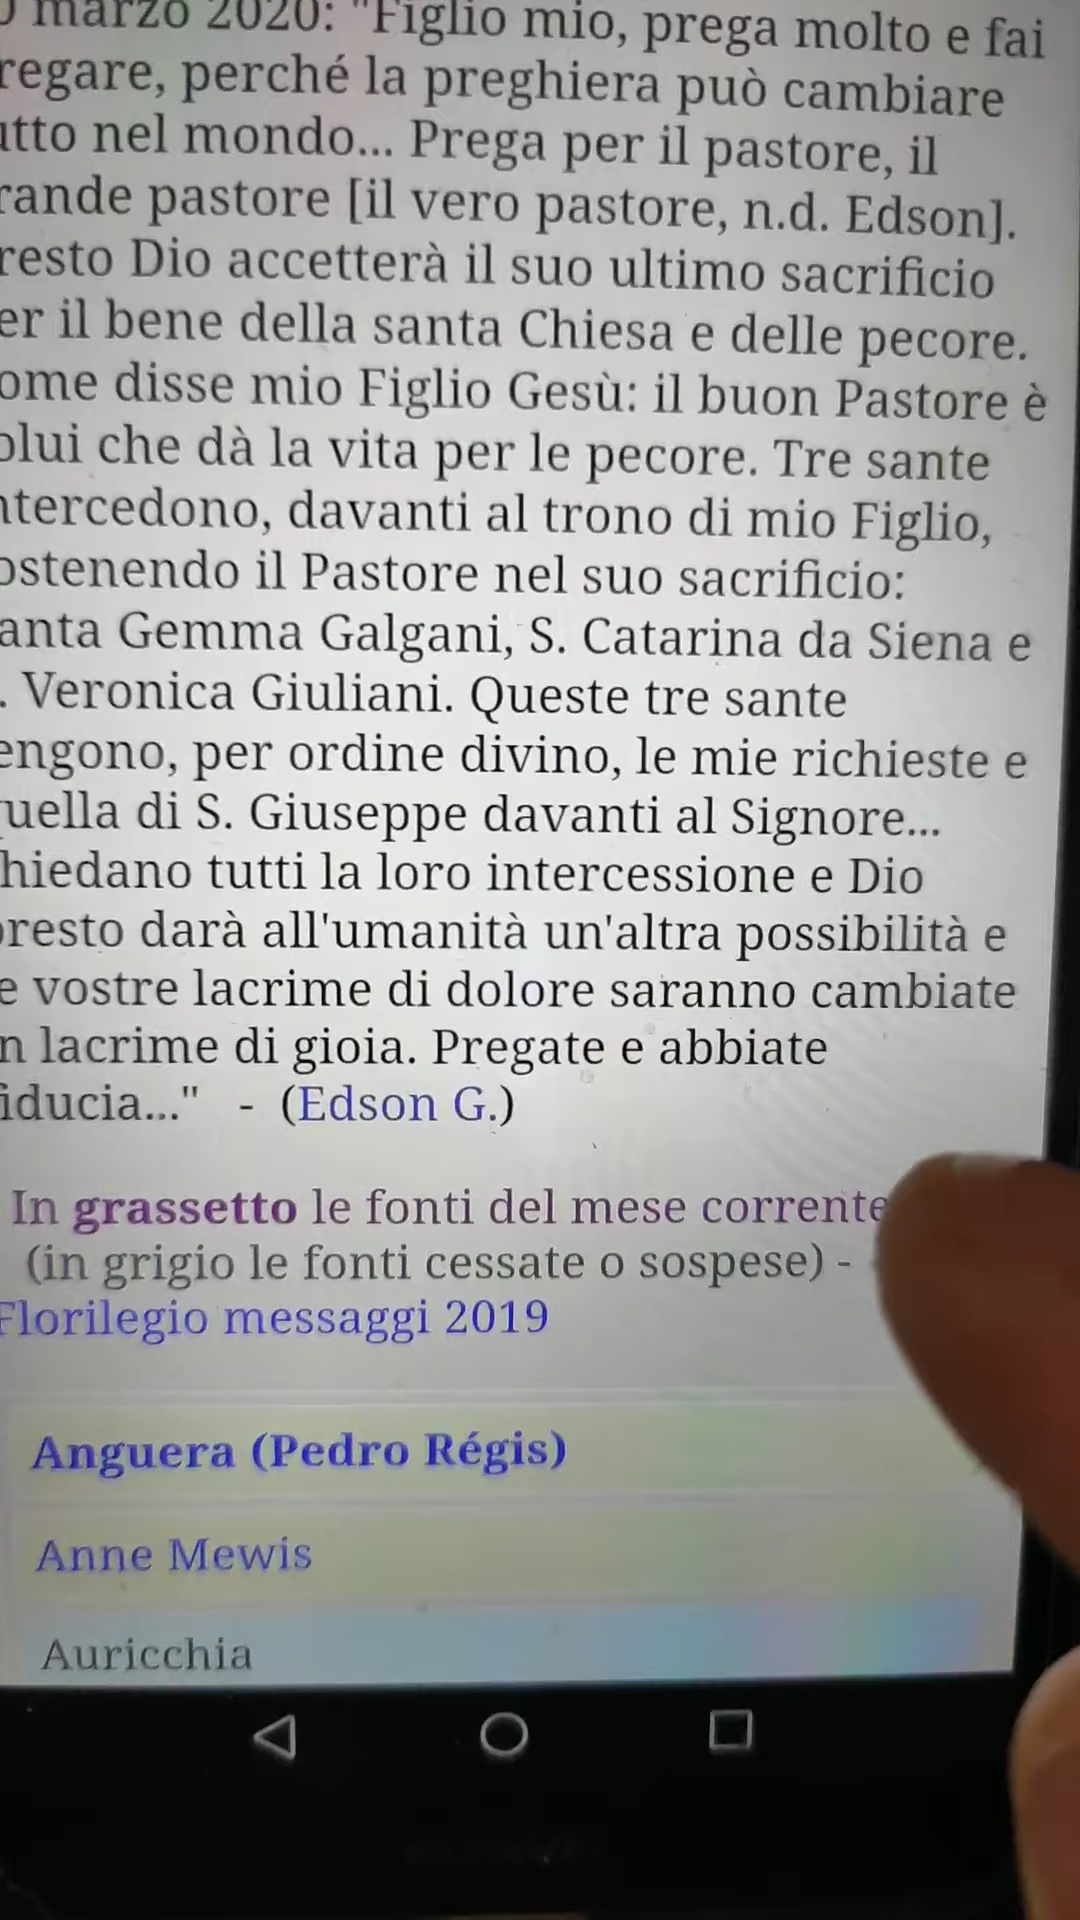 marzo 2020: "Figlio mio, prega molto e fai
regare, perché la preghiera può cambiare
utto nel mondo... Prega per il pastore, il
rande pastore [il vero pastore, n.d. Edson].
resto Dio accetterà il suo ultimo sacrificio
er il bene della santa Chiesa e delle pecore.
ome disse mio Figlio Gesù: il buon Pastore è
olui che dà la vita per le pecore. Tre sante
ntercedono, davanti al trono di mio Figlio,
ostenendo il Pastore nel suo sacrificio:
anta Gemma Galgani, S. Catarina da Siena e
. Veronica Giuliani. Queste tre sante
engono, per ordine divino, le mie richieste e
uella di S. Giuseppe davanti al Signore...
hiedano tutti la loro intercessione e Dio
resto darà all'umanità un'altra possibilità e
e vostre lacrime di dolore saranno cambiate
n lacrime di gioia. Pregate e abbiate
iducia..." - (Edson G.)
In grassetto le fonti del mese corrente
(in grigio le fonti cessate o sospese) -
Florilegio messaggi 2019
Anguera (Pedro Régis)
Anne Mewis
Auricchia